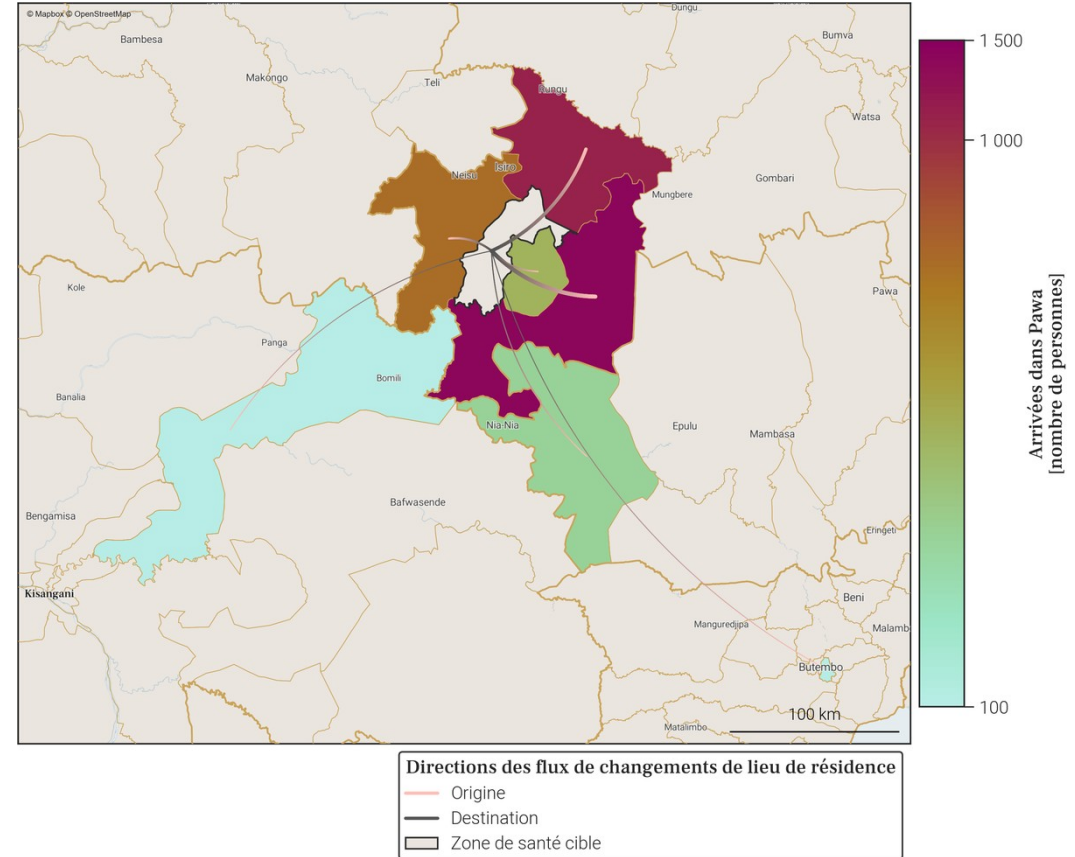 © Mapbox © OpenStreetMap
Dungu
Bambesa
Bumva
Makongo
Teli
Rungu
Watsa
Isiro
Neisu
Gombari
Mungbere
Kole
Pawa
Panga
Bomili
Banalia
Nia-Nia
Epulu
Mambasa
Bafwasende
Bengamisa
Eringeti
Kisangani
Beni
Manguredjipa
Malamb
Butembo
100 km
Matalimbo
1 500
1 000
100
Arrivées dans Pawa
[nombre de personnes]
Directions des flux de changements de lieu de résidence
Origine
Destination
Zone de santé cible